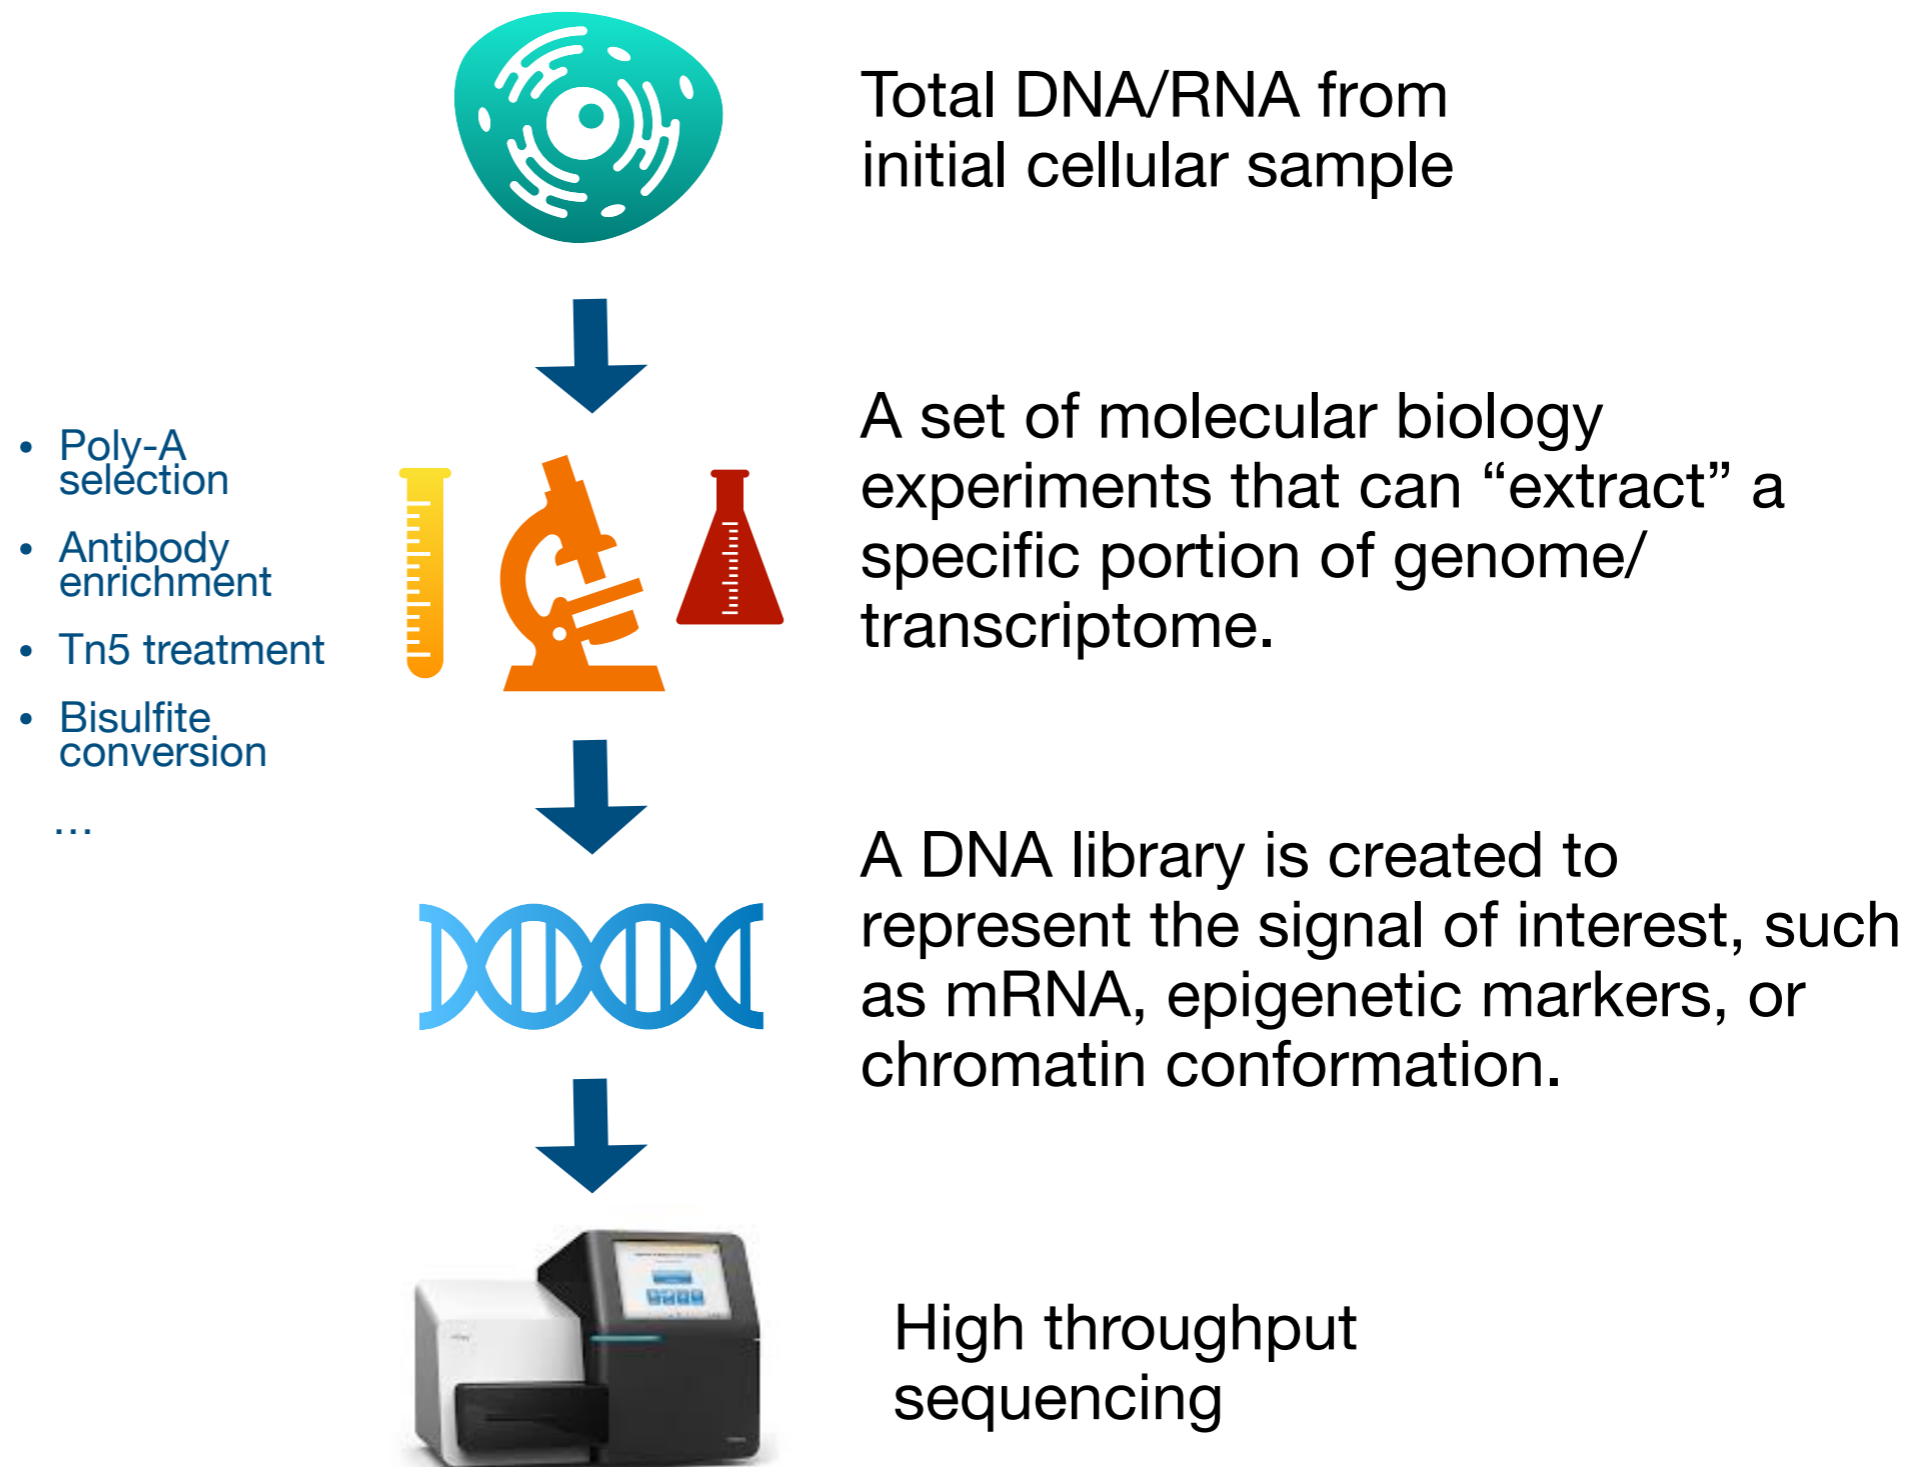 Total DNA/RNA from
initial cellular sample
• Poly-A
selection
• Antibody
enrichment
• Tn5 treatment
• Bisulfite
conversion
...
A set of molecular biology
experiments that can “extract” a
specific portion of genome/
transcriptome.
A DNA library is created to
represent the signal of interest, such
as mRNA, epigenetic markers, or
chromatin conformation.
High throughput
sequencing